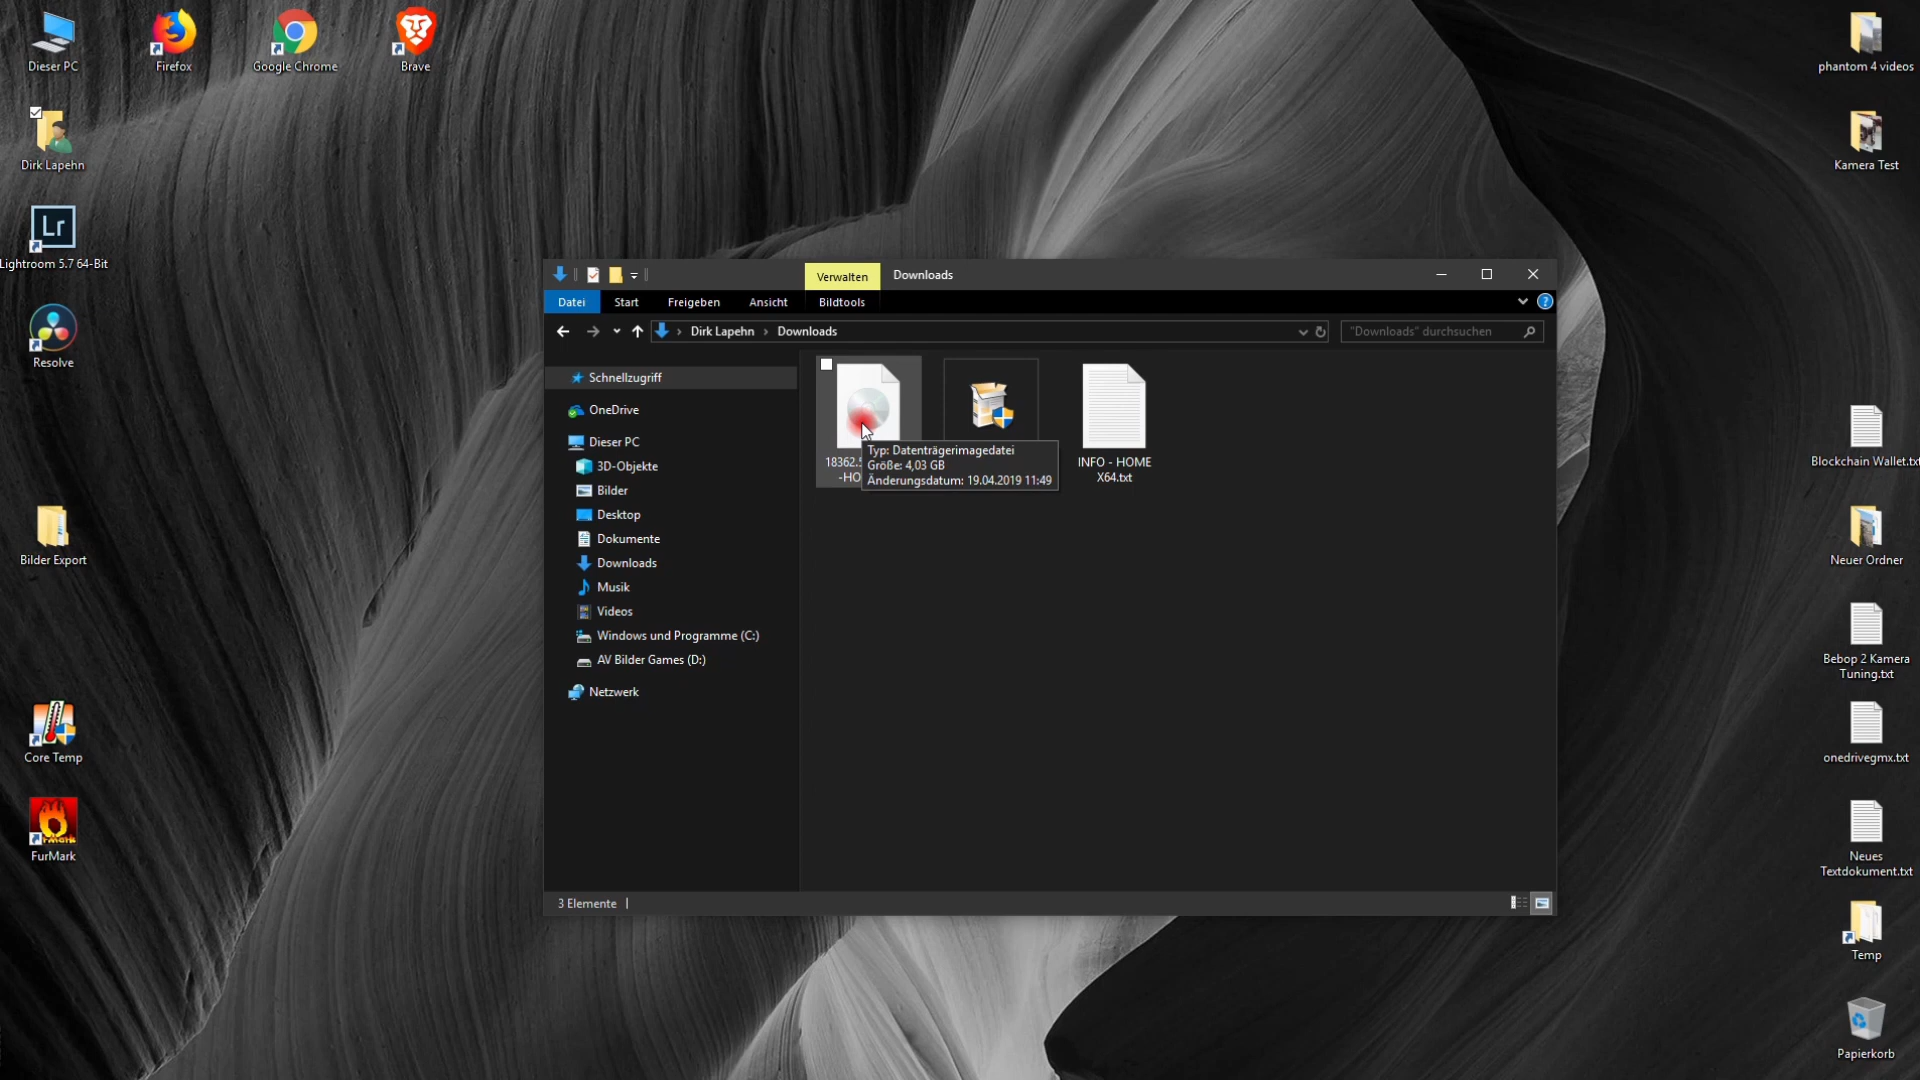 Dieser PC
Firefox
Google Chrome
Brave
phantom 4 videos
Dirk Lapehn
Kamera Test
Lr
Lightroom 5.7 64-Bit
Resolve
Verwalten
Downloads
Datei
Start
Freigeben
Ansicht
Bildtools
?
Dirk Lapehn
Downloads
"Downloads" durchsuchen
Schnellzugriff
OneDrive
Dieser PC
3D-Objekte
Bilder
Desktop
Dokumente
Downloads
Musik
Videos
Windows und Programme (C:)
AV Bilder Games (D:)
Netzwerk
18362.
-HO
Typ: Datenträgerimagedatei
Größe: 4,03 GB
Änderungsdatum: 19.04.2019 11:49
INFO - HOME
X64.txt
3 Elemente
Bilder Export
Core Temp
FurMark
Blockchain Wallet.txt
Neuer Ordner
Bebop 2 Kamera
Tuning.txt
onedrivegmx.txt
Neues
Textdokument.txt
Temp
Papierkorb